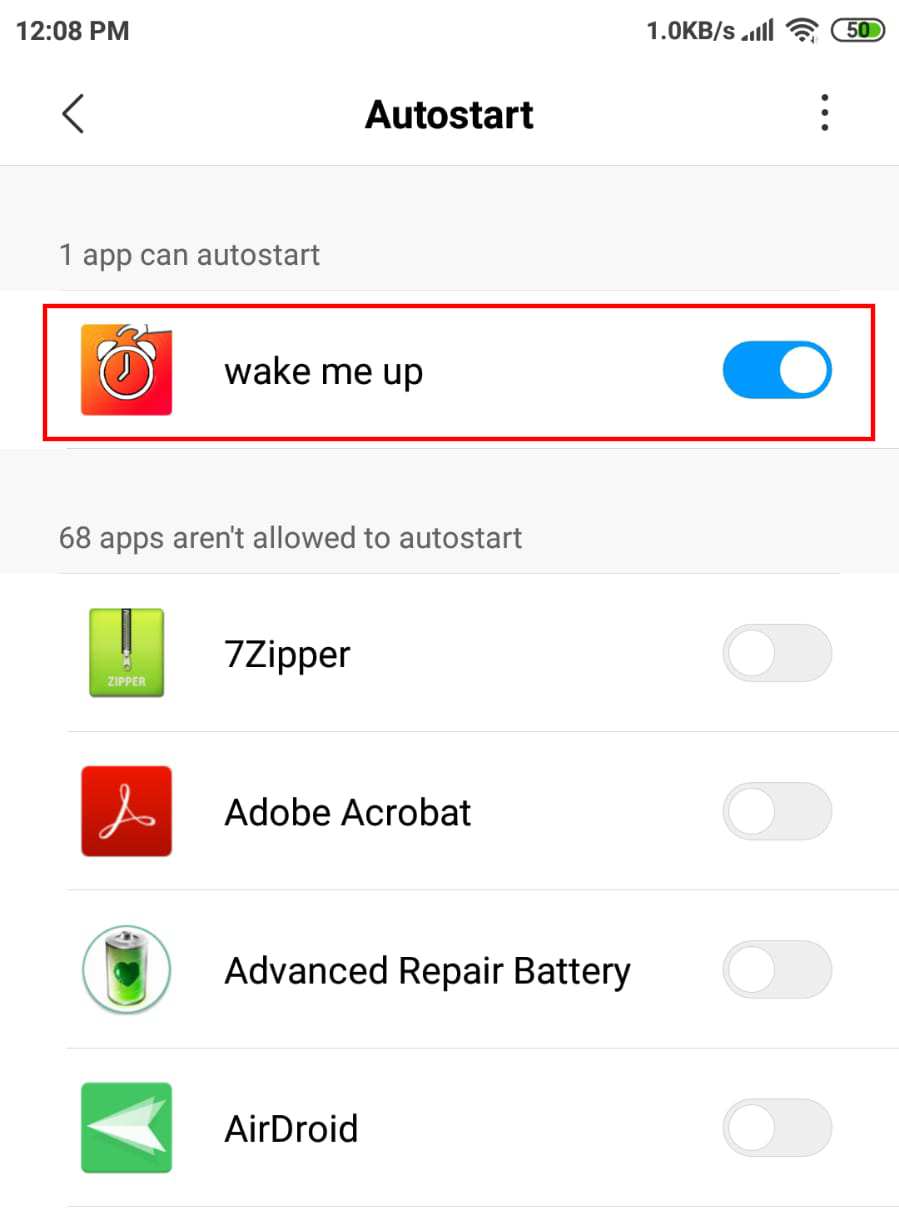 12:08 PM 1.0KB/s 50
Autostart
1 app can autostart
wake me up
68 apps aren't allowed to autostart
ZIPPER
7Zipper
Adobe Acrobat
Advanced Repair Battery
AirDroid